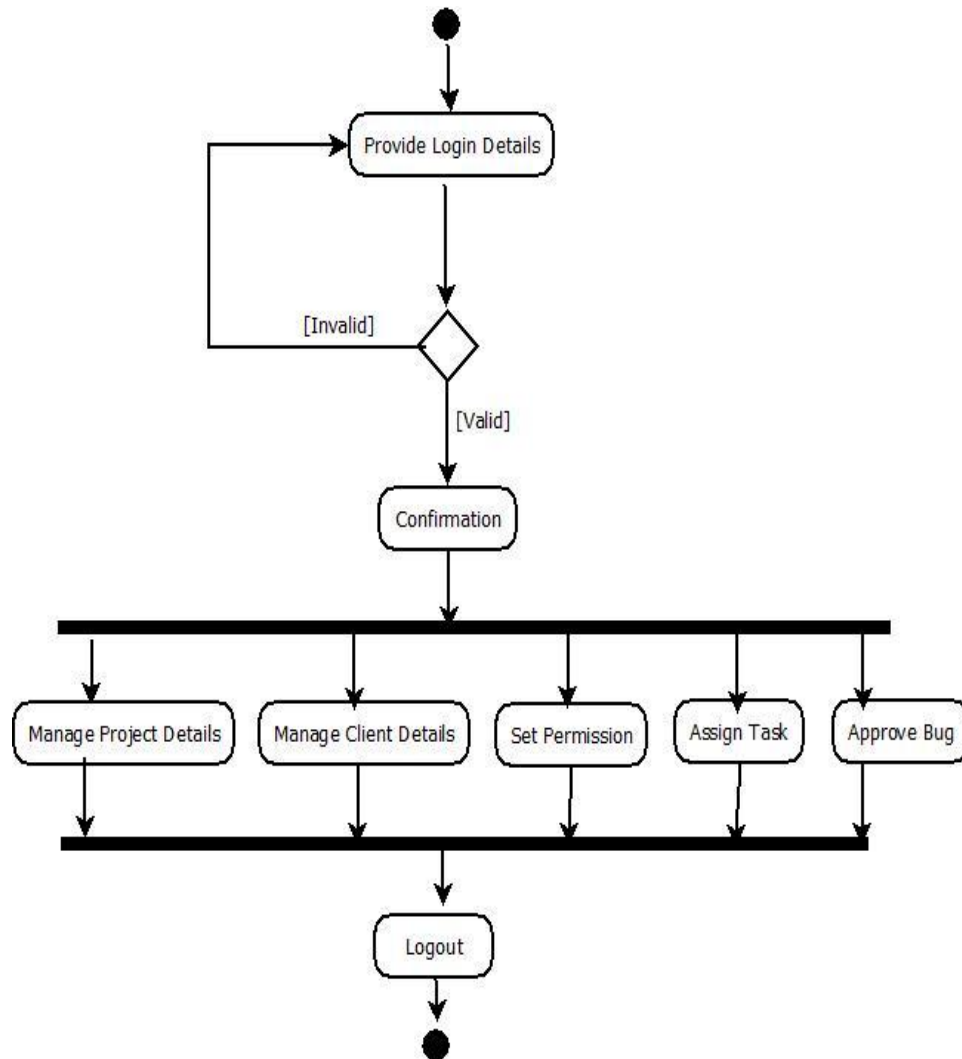 Provide Login Details
[Invalid]
[Valid]
Confirmation
Manage Project Details
Manage Client Details
Set Permission
Assign Task
Approve Bug
Logout